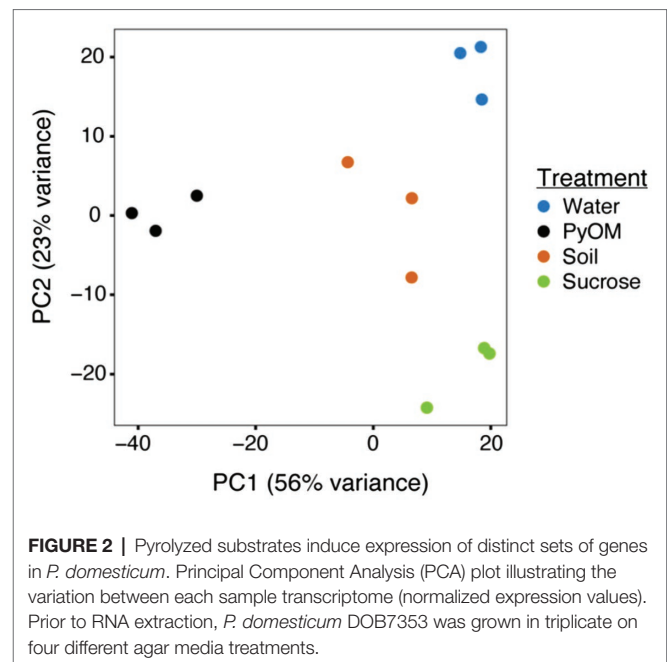 20
10
0
−10
−20
PC2 (23% variance)
−40
−20
0
20
PC1 (56% variance)
Treatment
Water
PyOM
Soil
Sucrose
FIGURE 2 | Pyrolyzed substrates induce expression of distinct sets of genes
in P. domesticum. Principal Component Analysis (PCA) plot illustrating the
variation between each sample transcriptome (normalized expression values).
Prior to RNA extraction, P. domesticum DOB7353 was grown in triplicate on
four different agar media treatments.